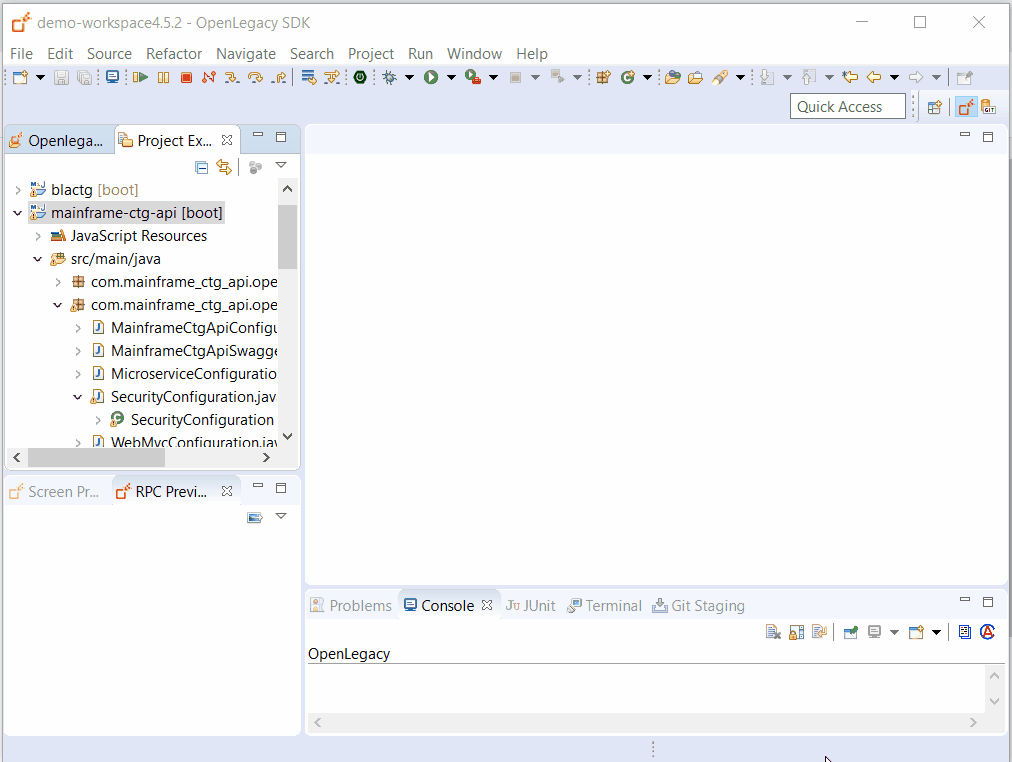 demo-workspace4.5.2 - OpenLegacy SDK
File Edit Source Refactor Navigate Search Project Run Window Help
Quick Access
Openlega... Project Ex...
blactg [boot]
mainframe-ctg-api [boot]
JavaScript Resources
src/main/java
com.mainframe_ctg_api.ope
com.mainframe_ctg_api.ope
MainframeCtgApiConfigu
MainframeCtgApiSwagge
MicroserviceConfiguratio
SecurityConfiguration.jav
SecurityConfiguration
WebMvcConfiguration.jav
Screen Pr... RPC Previ...
Problems Console JUnit Terminal Git Staging
OpenLegacy